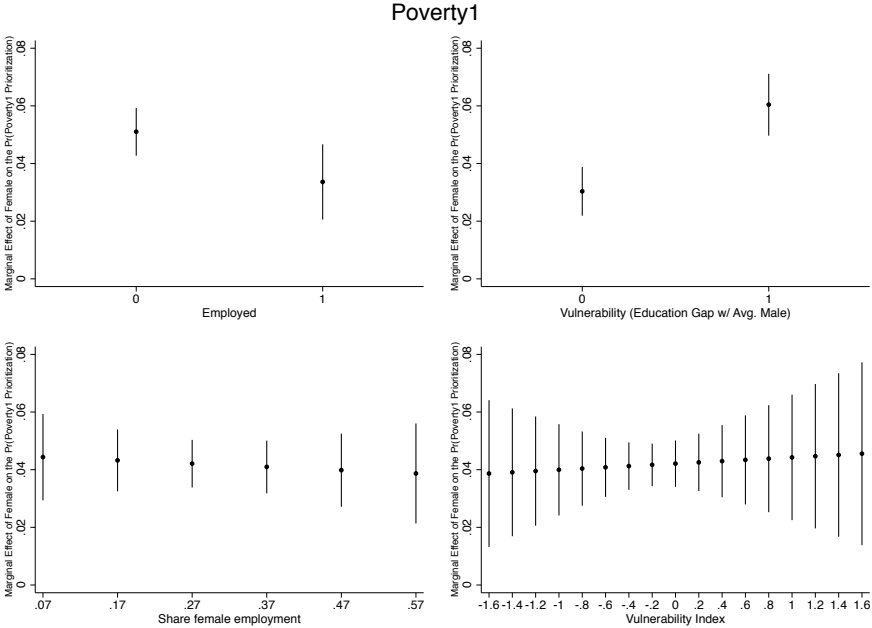 Poverty1
Marginal Effect of Female on the Pr(Poverty1 Prioritization)
0 .02 .04 .06 .08
0 1
Employed
Marginal Effect of Female on the Pr(Poverty1 Prioritization)
0 .02 .04 .06 .08
0 1
Vulnerability (Education Gap w/ Avg. Male)
Marginal Effect of Female on the Pr(Poverty1 Prioritization)
0 .02 .04 .06 .08
.07 .17 .27 .37 .47 .57
Share female employment
Marginal Effect of Female on the Pr(Poverty1 Prioritization)
0 .02 .04 .06 .08
-1.6 -1.4 -1.2 -1 -.8 -.6 -.4 -.2 0 .2 .4 .6 .8 1 1.2 1.4 1.6
Vulnerability Index